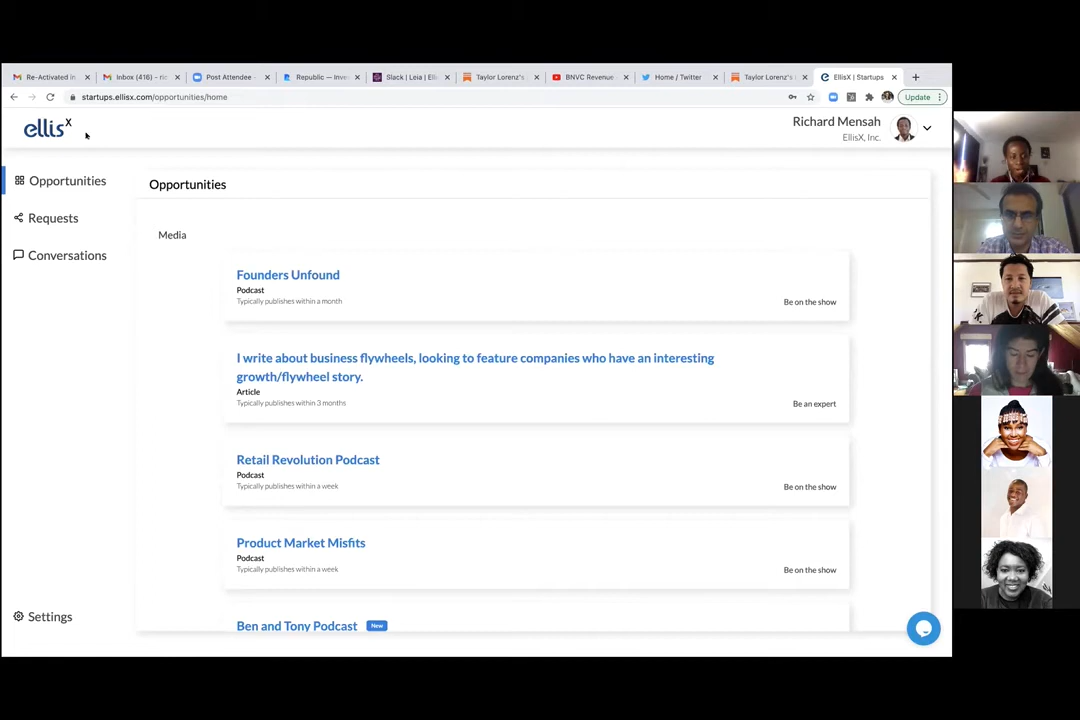 Re-Activated in
Inbox (416) - ric
Post Attendee -
Republic — Inve
Slack | Leia | Elli
Taylor Lorenz's
BNVC Revenue
Home / Twitter
Taylor Lorenz's
EllisX | Startups
startups.ellisx.com/opportunities/home
Update
ellisX
Richard Mensah
EllisX, Inc.
Opportunities
Requests
Conversations
Settings
Opportunities
Media
Founders Unfound
Podcast
Typically publishes within a month
Be on the show
I write about business flywheels, looking to feature companies who have an interesting
growth/flywheel story.
Article
Typically publishes within 3 months
Be an expert
Retail Revolution Podcast
Podcast
Typically publishes within a week
Be on the show
Product Market Misfits
Podcast
Typically publishes within a week
Be on the show
Ben and Tony Podcast New